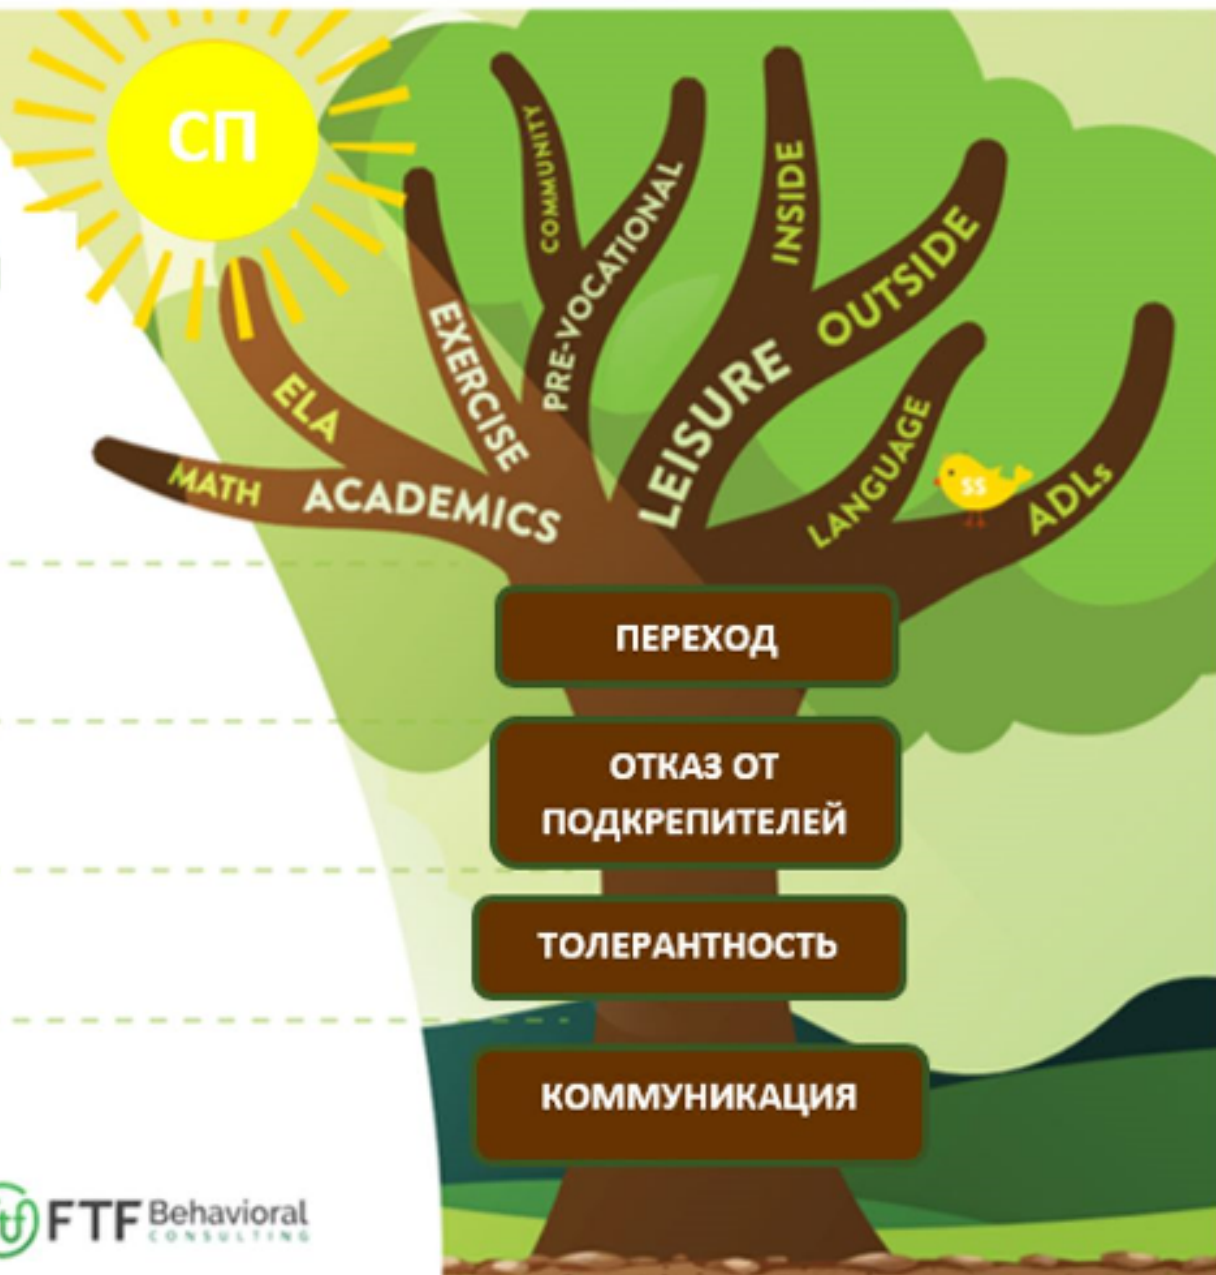 СП
COMMUNITY
PRE-VOCATIONAL
INSIDE
OUTSIDE
LEISURE
EXERCISE
ELA
MATH
ACADEMICS
LANGUAGE
SS
ADLs
ПЕРЕХОД
ОТКАЗ ОТ
ПОДКРЕПИТЕЛЕЙ
ТОЛЕРАНТНОСТЬ
КОММУНИКАЦИЯ
ftf FTF Behavioral
CONSULTING